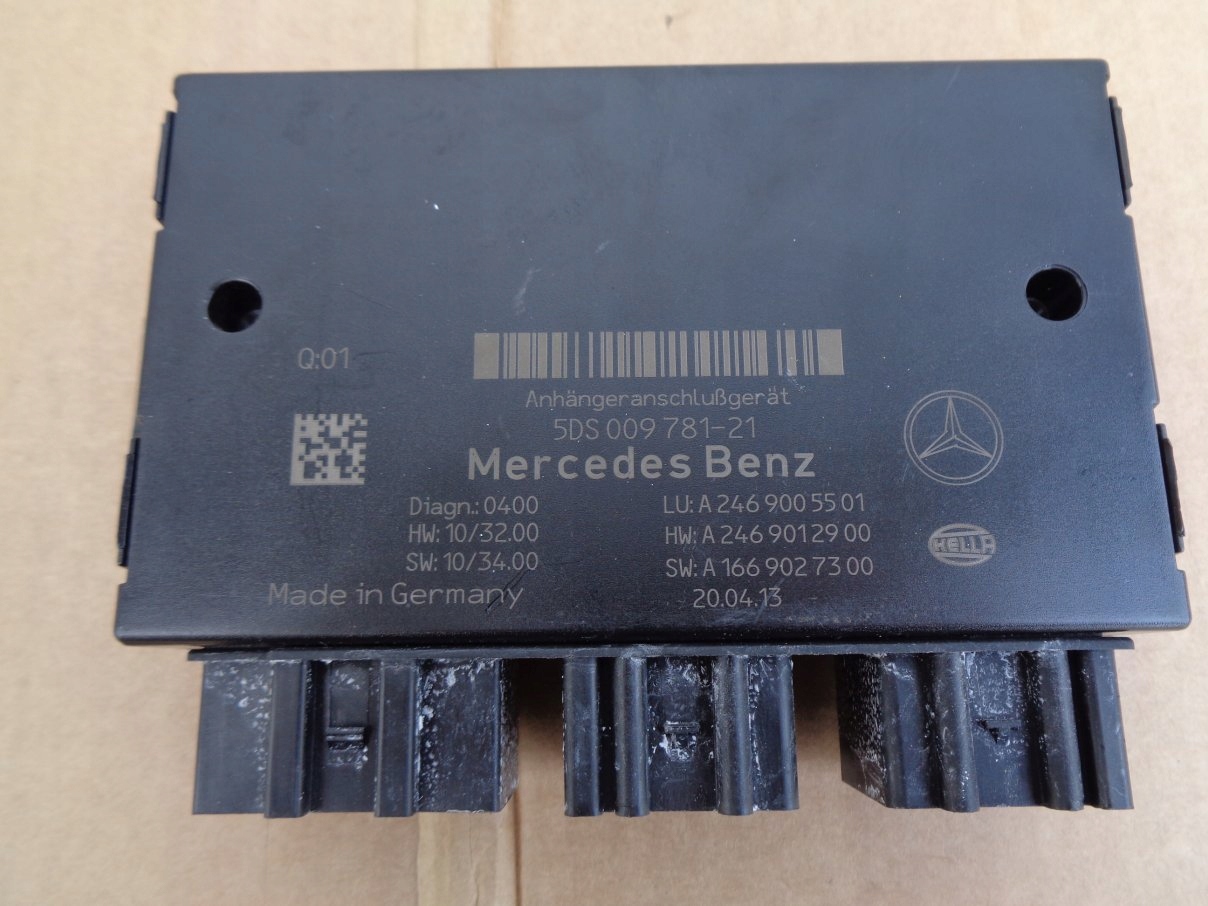 Q:01
Anhängeranschlußgerät
5DS 009 781-21
Mercedes Benz
Diagn.: 0400
HW: 10/32.00
SW: 10/34.00
LU: A 246 900 55 01
HW: A 246 901 29 00
SW: A 166 902 73 00
HELLA
Made in Germany
20.04.13